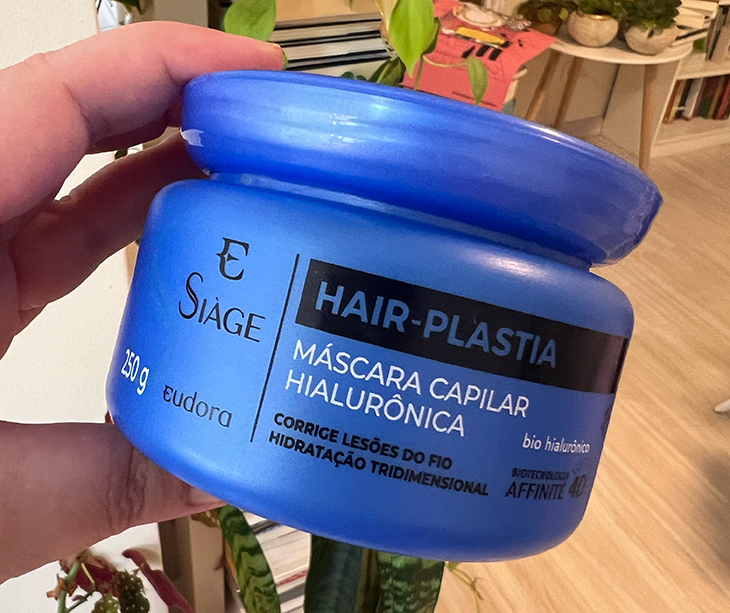 E
SIÀGE
250 g
eudora
HAIR-PLASTIA
MÁSCARA CAPILAR
HIALURÔNICA
CORRIGE LESÕES DO FIO
HIDRATAÇÃO TRIDIMENSIONAL
bio hialurônico
BIOTECNOLOGIA
AFFINITÉ 4D